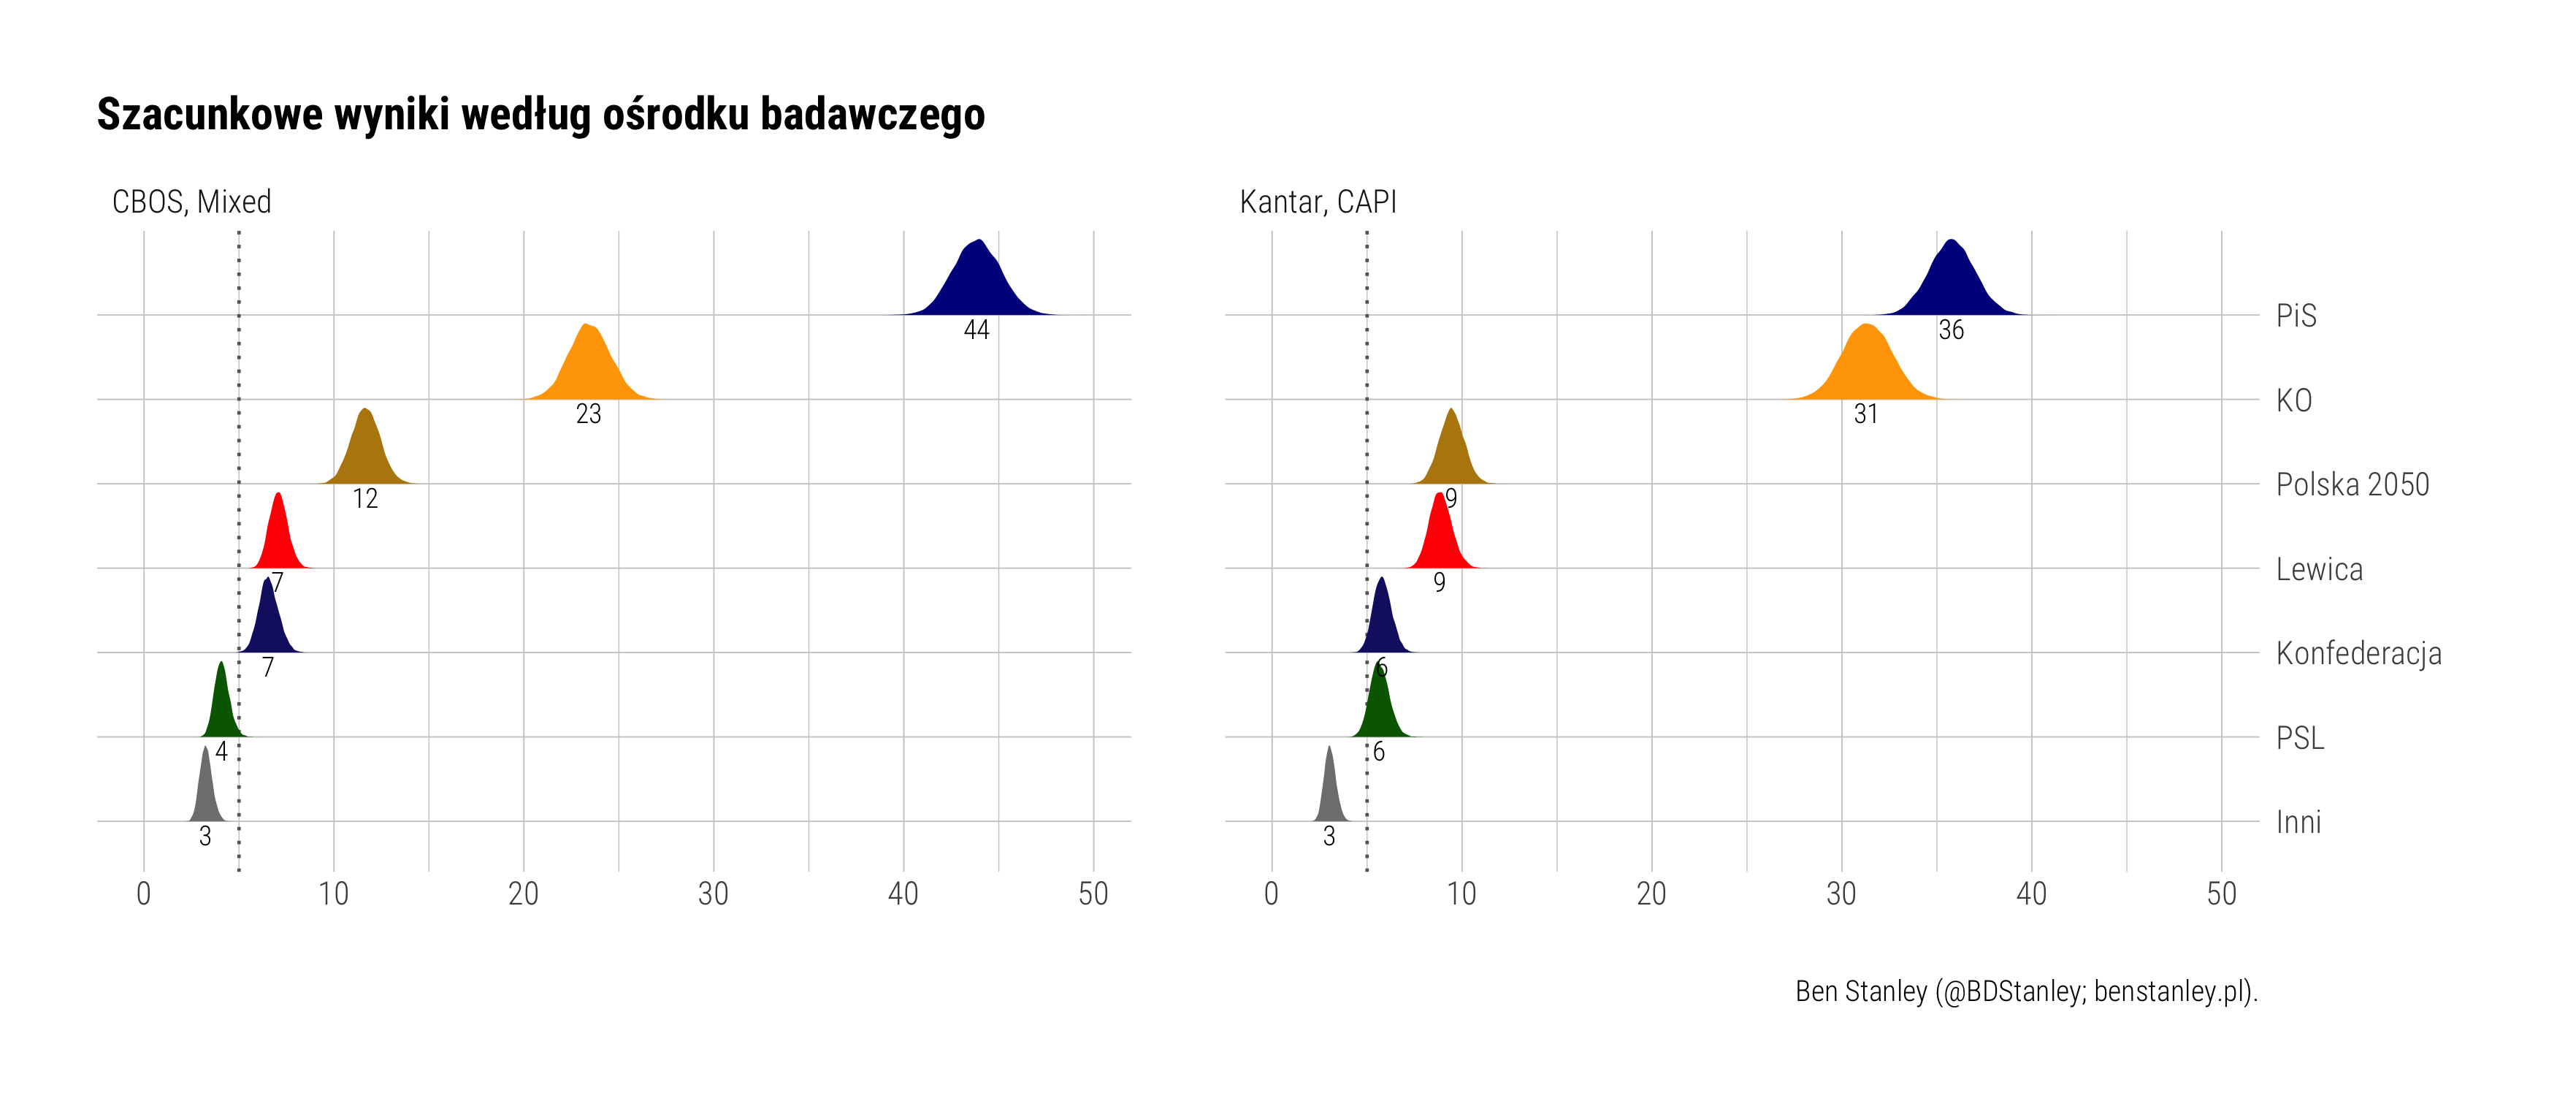 Szacunkowe wyniki według ośrodku badawczego
CBOS, Mixed
Kantar, CAPI
44
36
PiS
23
31
KO
12
9
Polska 2050
7
9
Lewica
7
6
Konfederacja
4
6
PSL
3
3
Inni
0 10 20 30 40 50
0 10 20 30 40 50
Ben Stanley (@BDStanley; benstanley.pl).